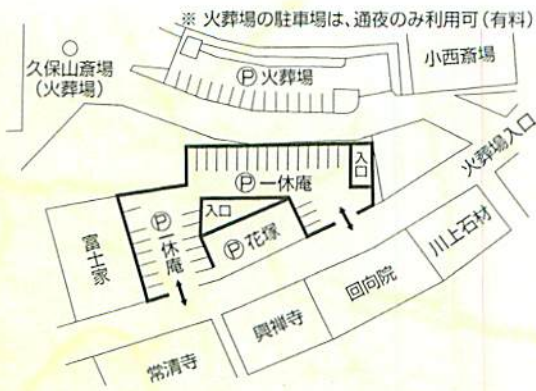 ※ 火葬場の駐車場は、通夜のみ利用可(有料)
久保山斎場
(火葬場)
Ⓟ 火葬場
小西斎場
火葬場入口
Ⓟ 一休庵
入口
入口
Ⓟ 一休庵
Ⓟ 花塚
富士家
川上石材
回向院
興禅寺
常清寺